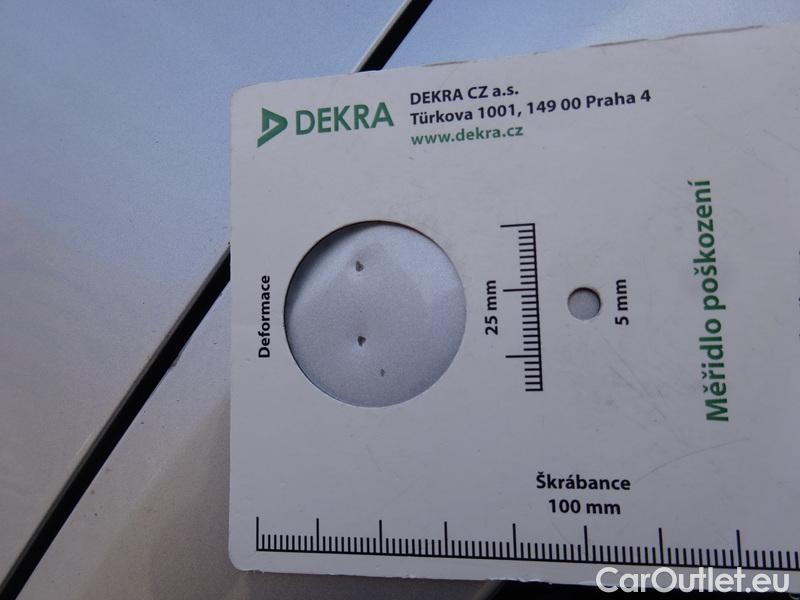 DEKRA
DEKRA CZ a.s.
Türkova 1001, 149 00 Praha 4
www.dekra.cz
Deformace
25 mm
5 mm
Měřidlo poškození
Škrábance
100 mm
CarOutlet.eu